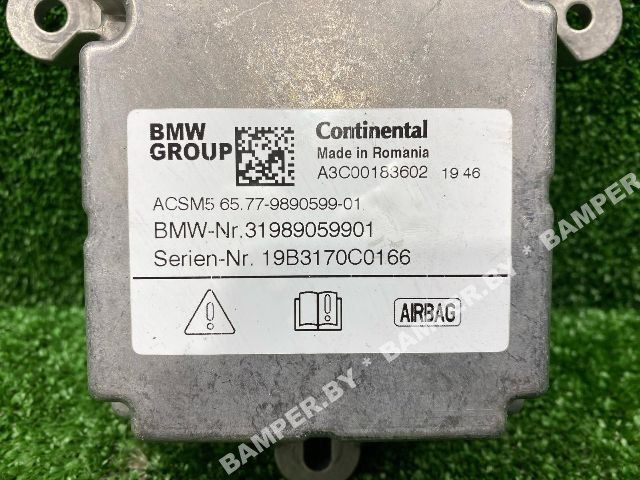 BMW GROUP
Continental
Made in Romania
A3C00183602 19 46
ACSM5 65.77-9890599-01
BMW-Nr.31989059901
Serien-Nr. 19B3170C0166
AIRBAG
BAMPER.BY * BAMPER.BY * BAMPER.BY